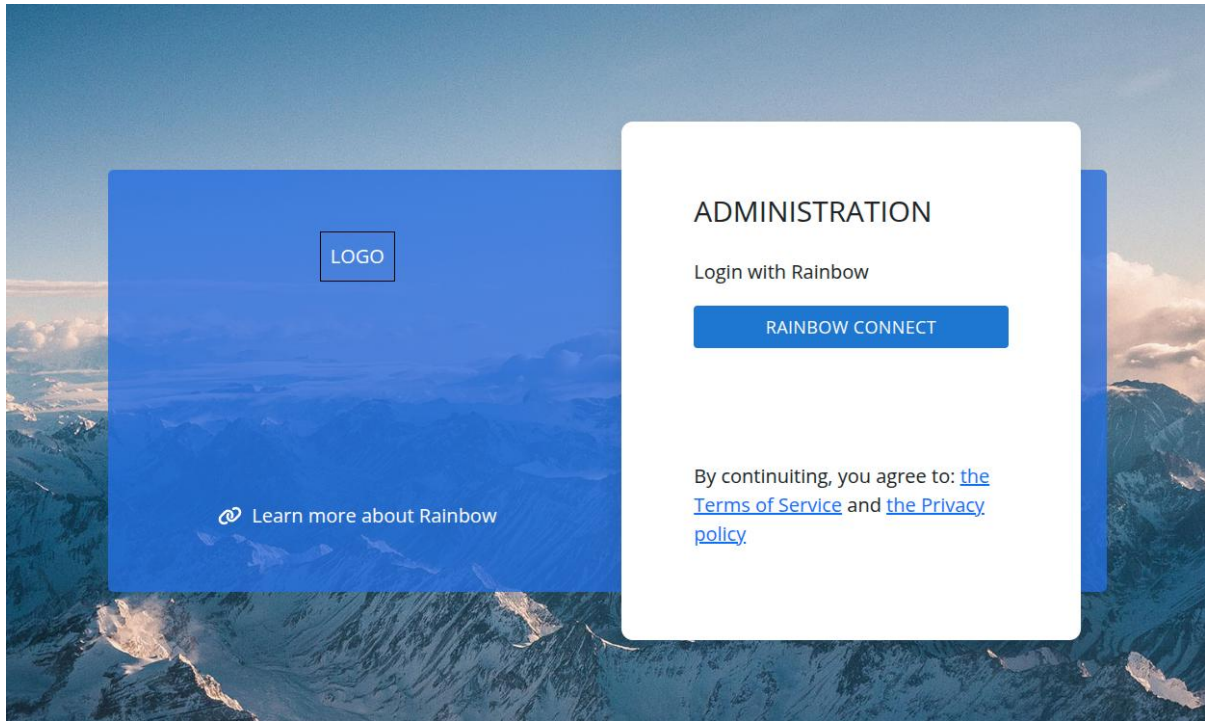 LOGO
Learn more about Rainbow
ADMINISTRATION
Login with Rainbow
RAINBOW CONNECT
By continuiting, you agree to: the
Terms of Service and the Privacy
policy